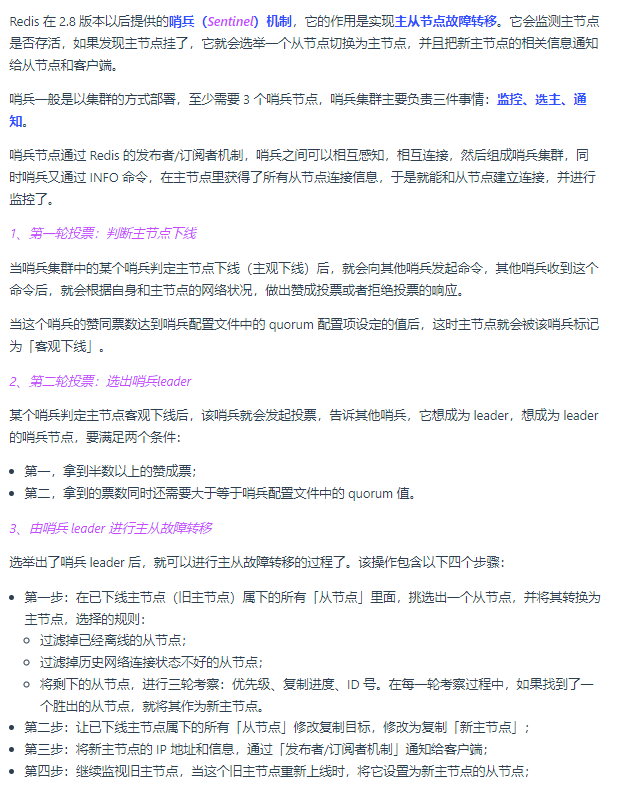 Redis 在 2.8 版本以后提供的哨兵（Sentinel）机制，它的作用是实现主从节点故障转移。它会监测主节点
是否存活，如果发现主节点挂了，它就会选举一个从节点切换为主节点，并且把新主节点的相关信息通知
给从节点和客户端。
哨兵一般是以集群的方式部署，至少需要 3 个哨兵节点，哨兵集群主要负责三件事情：监控、选主、通
知。
哨兵节点通过 Redis 的发布者/订阅者机制，哨兵之间可以相互感知，相互连接，然后组成哨兵集群，同
时哨兵又通过 INFO 命令，在主节点里获得了所有从节点连接信息，于是就能和从节点建立连接，并进行
监控了。
1、第一轮投票：判断主节点下线
当哨兵集群中的某个哨兵判定主节点下线（主观下线）后，就会向其他哨兵发起命令，其他哨兵收到这个
命令后，就会根据自身和主节点的网络状况，做出赞成投票或者拒绝投票的响应。
当这个哨兵的赞同票数达到哨兵配置文件中的 quorum 配置项设定的值后，这时主节点就会被该哨兵标记
为「客观下线」。
2、第二轮投票：选出哨兵leader
某个哨兵判定主节点客观下线后，该哨兵就会发起投票，告诉其他哨兵，它想成为 leader，想成为 leader
的哨兵节点，要满足两个条件：
• 第一，拿到半数以上的赞成票；
• 第二，拿到的票数同时还需要大于等于哨兵配置文件中的 quorum 值。
3、由哨兵 leader 进行主从故障转移
选举出了哨兵 leader 后，就可以进行主从故障转移的过程了。该操作包含以下四个步骤：
• 第一步：在已下线主节点（旧主节点）属下的所有「从节点」里面，挑选出一个从节点，并将其转换为
主节点，选择的规则：
◦ 过滤掉已经离线的从节点；
◦ 过滤掉历史网络连接状态不好的从节点；
◦ 将剩下的从节点，进行三轮考察：优先级、复制进度、ID 号。在每一轮考察过程中，如果找到了一
个胜出的从节点，就将其作为新主节点。
• 第二步：让已下线主节点属下的所有「从节点」修改复制目标，修改为复制「新主节点」；
• 第三步：将新主节点的 IP 地址和信息，通过「发布者/订阅者机制」通知给客户端；
• 第四步：继续监视旧主节点，当这个旧主节点重新上线时，将它设置为新主节点的从节点；